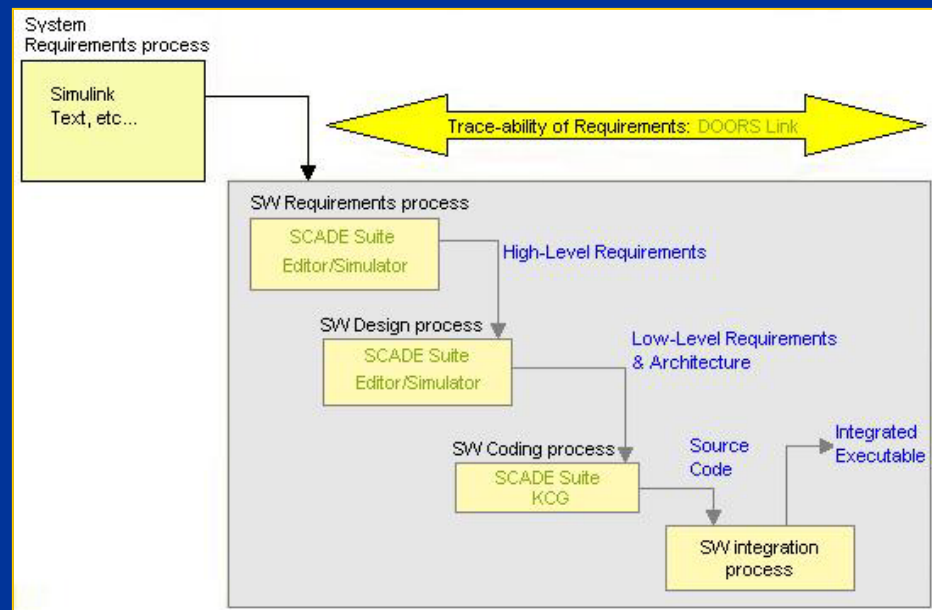 System
Requirements process
Simulink
Text, etc...
Trace-ability of Requirements: DOORS Link
SW Requirements process
SCADE Suite
Editor/Simulator
High-Level Requirements
SW Design process
SCADE Suite
Editor/Simulator
Low-Level Requirements
& Architecture
SW Coding process
SCADE Suite
KCG
Source
Code
Integrated
Executable
SW integration
process